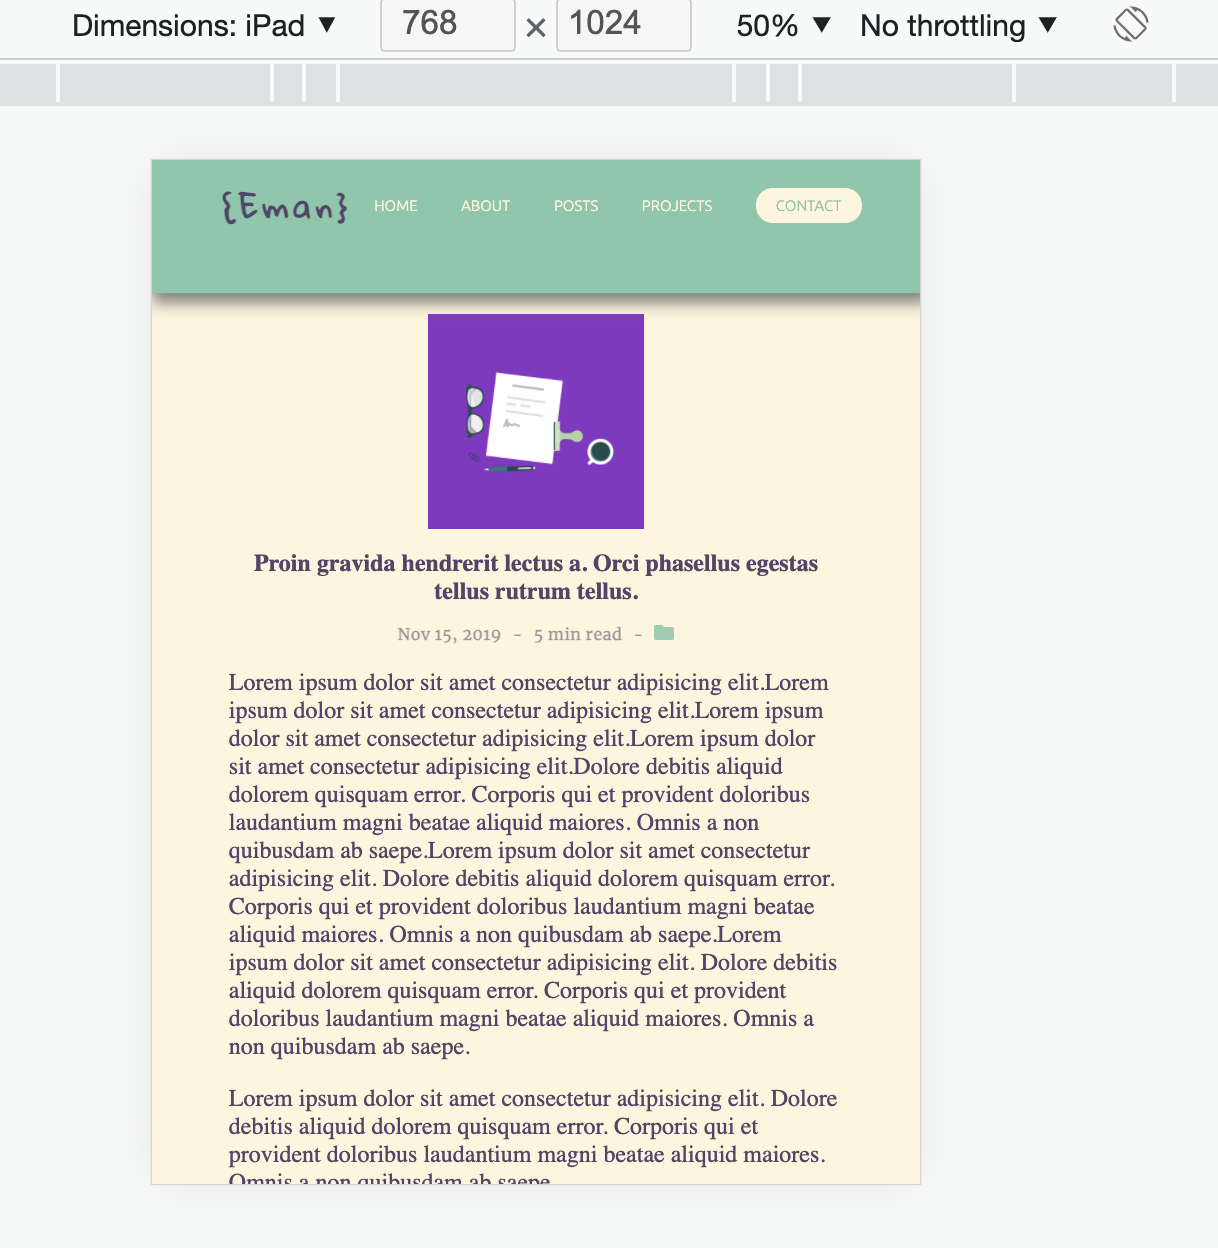 Dimensions: iPad ▼ 768 × 1024 50% ▼ No throttling ▼
{Eman} HOME ABOUT POSTS PROJECTS CONTACT
Proin gravida hendrerit lectus a. Orci phasellus egestas
tellus rutrum tellus.
Nov 15, 2019 - 5 min read -
Lorem ipsum dolor sit amet consectetur adipisicing elit.Lorem
ipsum dolor sit amet consectetur adipisicing elit.Lorem ipsum
dolor sit amet consectetur adipisicing elit.Lorem ipsum dolor
sit amet consectetur adipisicing elit.Dolore debitis aliquid
dolorem quisquam error. Corporis qui et provident doloribus
laudantium magni beatae aliquid maiores. Omnis a non
quibusdam ab saepe.Lorem ipsum dolor sit amet consectetur
adipisicing elit. Dolore debitis aliquid dolorem quisquam error.
Corporis qui et provident doloribus laudantium magni beatae
aliquid maiores. Omnis a non quibusdam ab saepe.Lorem
ipsum dolor sit amet consectetur adipisicing elit. Dolore debitis
aliquid dolorem quisquam error. Corporis qui et provident
doloribus laudantium magni beatae aliquid maiores. Omnis a
non quibusdam ab saepe.
Lorem ipsum dolor sit amet consectetur adipisicing elit. Dolore
debitis aliquid dolorem quisquam error. Corporis qui et
provident doloribus laudantium magni beatae aliquid maiores.
Omnis a non quibusdam ab saepe